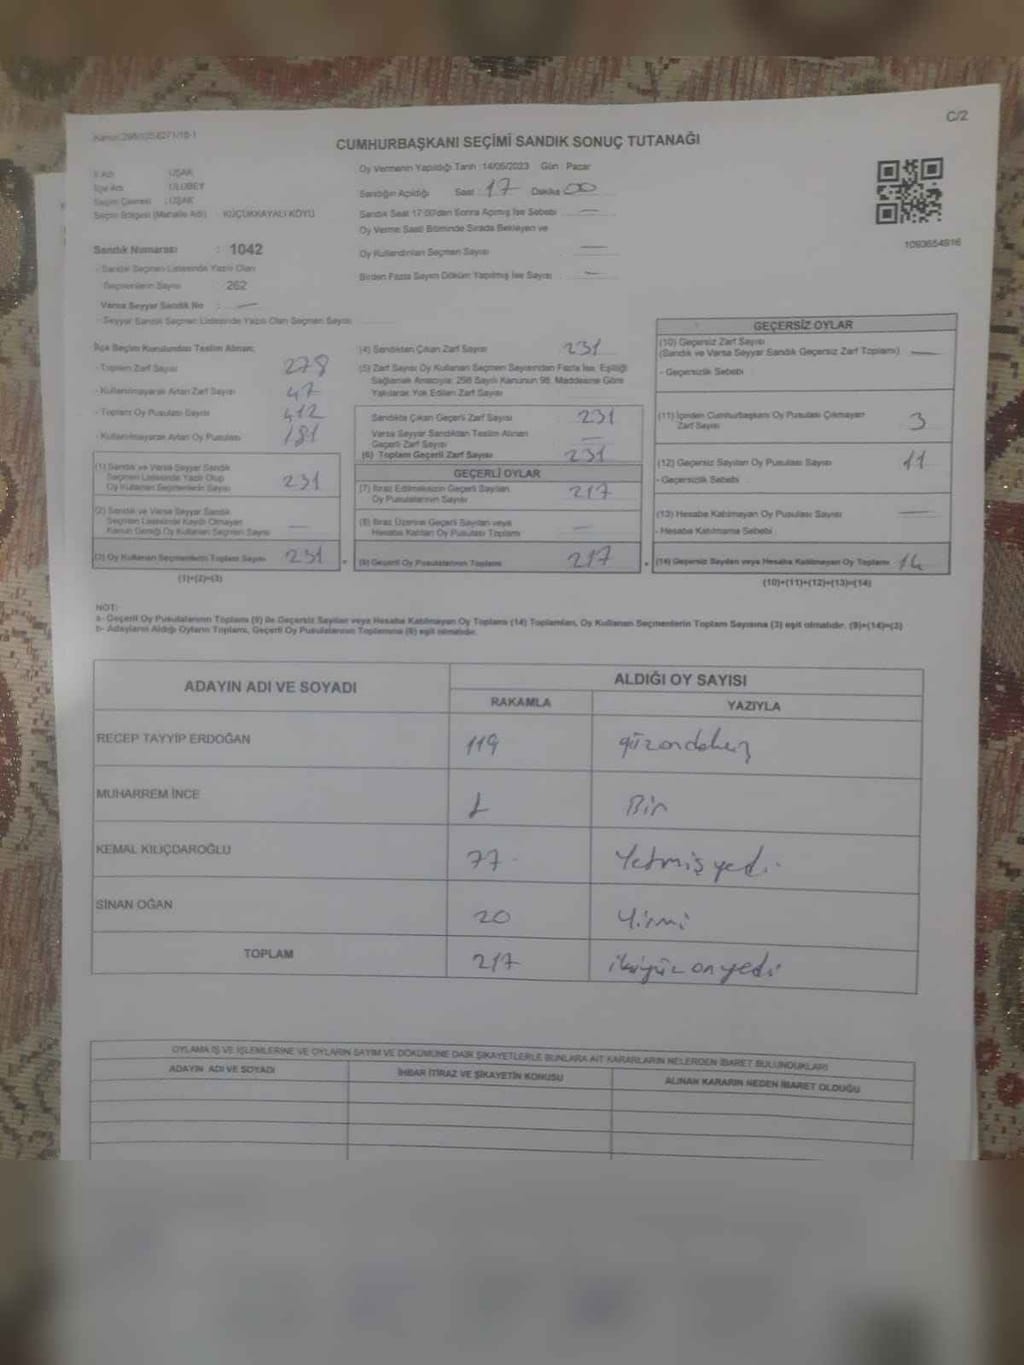 C/2
CUMHURBAŞKANI SEÇİMİ SANDIK SONUÇ TUTANAĞI
İl Adı : UŞAK
İlçe Adı : ULUBEY
Seçim Çevresi : UŞAK
Seçim Bölgesi (Mahalle Adı) KÜÇÜKKAYALI KÖYÜ
Oy Vermenin Yapıldığı Tarih :14/05/2023 Gün : Pazar
Sandığın Açıldığı Saat : 17 Dakika 00
Sandık Saat 17:00'dan Sonra Açılmış İse Sebebi : —
Oy Verme Saati Bitiminde Sırada Bekleyen ve
Oy Kullandırılan Seçmen Sayısı : —
Birden Fazla Sayım Döküm Yapılmış İse Sayısı : —
1093654916
Sandık Numarası : 1042
- Sandık Seçmen Listesinde Yazılı Olan
Seçmenlerin Sayısı : 262
Varsa Seyyar Sandık No : —
- Seyyar Sandık Seçmen Listesinde Yazılı Olan Seçmen Sayısı
İlçe Seçim Kurulundan Teslim Alınan;
- Toplam Zarf Sayısı 278
- Kullanılmayarak Artan Zarf Sayısı 47
- Toplam Oy Pusulası Sayısı 412
- Kullanılmayarak Artan Oy Pusulası 181
(1) Sandık ve Varsa Seyyar Sandık
Seçmen Listesinde Yazılı Olup
Oy Kullanan Seçmenlerin Sayısı 231
(2) Sandık ve Varsa Seyyar Sandık
Seçmen Listesinde Kayıtlı Olmayan
Kanun Gereği Oy Kullanan Seçmen Sayısı —
(3) Oy Kullanan Seçmenlerin Toplam Sayısı 231
(1)+(2)=(3)
(4) Sandıktan Çıkan Zarf Sayısı 231
(5) Zarf Sayısı Oy Kullanan Seçmen Sayısından Fazla İse, Eşitliği
Sağlamak Amacıyla; 298 Sayılı Kanunun 98. Maddesine Göre
Yakılarak Yok Edilen Zarf Sayısı
Sandıkta Çıkan Geçerli Zarf Sayısı 231
Varsa Seyyar Sandıktan Teslim Alınan
Geçerli Zarf Sayısı —
(6) Toplam Geçerli Zarf Sayısı 231
GEÇERLİ OYLAR
(7) İtiraz Edilmeksizin Geçerli Sayılan
Oy Pusulalarının Sayısı 217
(8) İtiraz Üzerine Geçerli Sayılan veya
Hesaba Katılan Oy Pusulası Toplamı —
(9) Geçerli Oy Pusulalarının Toplamı 217
GEÇERSİZ OYLAR
(10) Geçersiz Zarf Sayısı
(Sandık ve Varsa Seyyar Sandık Geçersiz Zarf Toplamı) —
- Geçersizlik Sebebi
(11) İçinden Cumhurbaşkanı Oy Pusulası Çıkmayan
Zarf Sayısı 3
(12) Geçersiz Sayılan Oy Pusulası Sayısı 11
- Geçersizlik Sebebi
(13) Hesaba Katılmayan Oy Pusulası Sayısı —
- Hesaba Katılmama Sebebi
(14) Geçersiz Sayılan veya Hesaba Katılmayan Oy Toplamı 14
(10)+(11)+(12)+(13)=(14)
NOT:
a- Geçerli Oy Pusulalarının Toplamı (9) ile Geçersiz Sayılan veya Hesaba Katılmayan Oy Toplamı (14) Toplamları, Oy Kullanan Seçmenlerin Toplam Sayısına (3) eşit olmalıdır. (9)+(14)=(3)
b- Adayların Aldığı Oyların Toplamı, Geçerli Oy Pusulalarının Toplamına (9) eşit olmalıdır.
ADAYIN ADI VE SOYADI ALDIĞI OY SAYISI
RAKAMLA YAZIYLA
RECEP TAYYİP ERDOĞAN 119 yüzondokuz
MUHARREM İNCE 1 Bir
KEMAL KILIÇDAROĞLU 77 Yetmiş yedi
SİNAN OĞAN 20 Yirmi
TOPLAM 217 ikiyüz onyedi
OYLAMA İŞ VE İŞLEMLERİNE VE OYLARIN SAYIM VE DÖKÜMÜNE DAİR ŞİKAYETLERLE BUNLARA AİT KARARLARIN NELERDEN İBARET BULUNDUKLARI
ADAYIN ADI VE SOYADI İHBAR İTİRAZ VE ŞİKAYETİN KONUSU ALINAN KARARIN NEDEN İBARET OLDUĞU